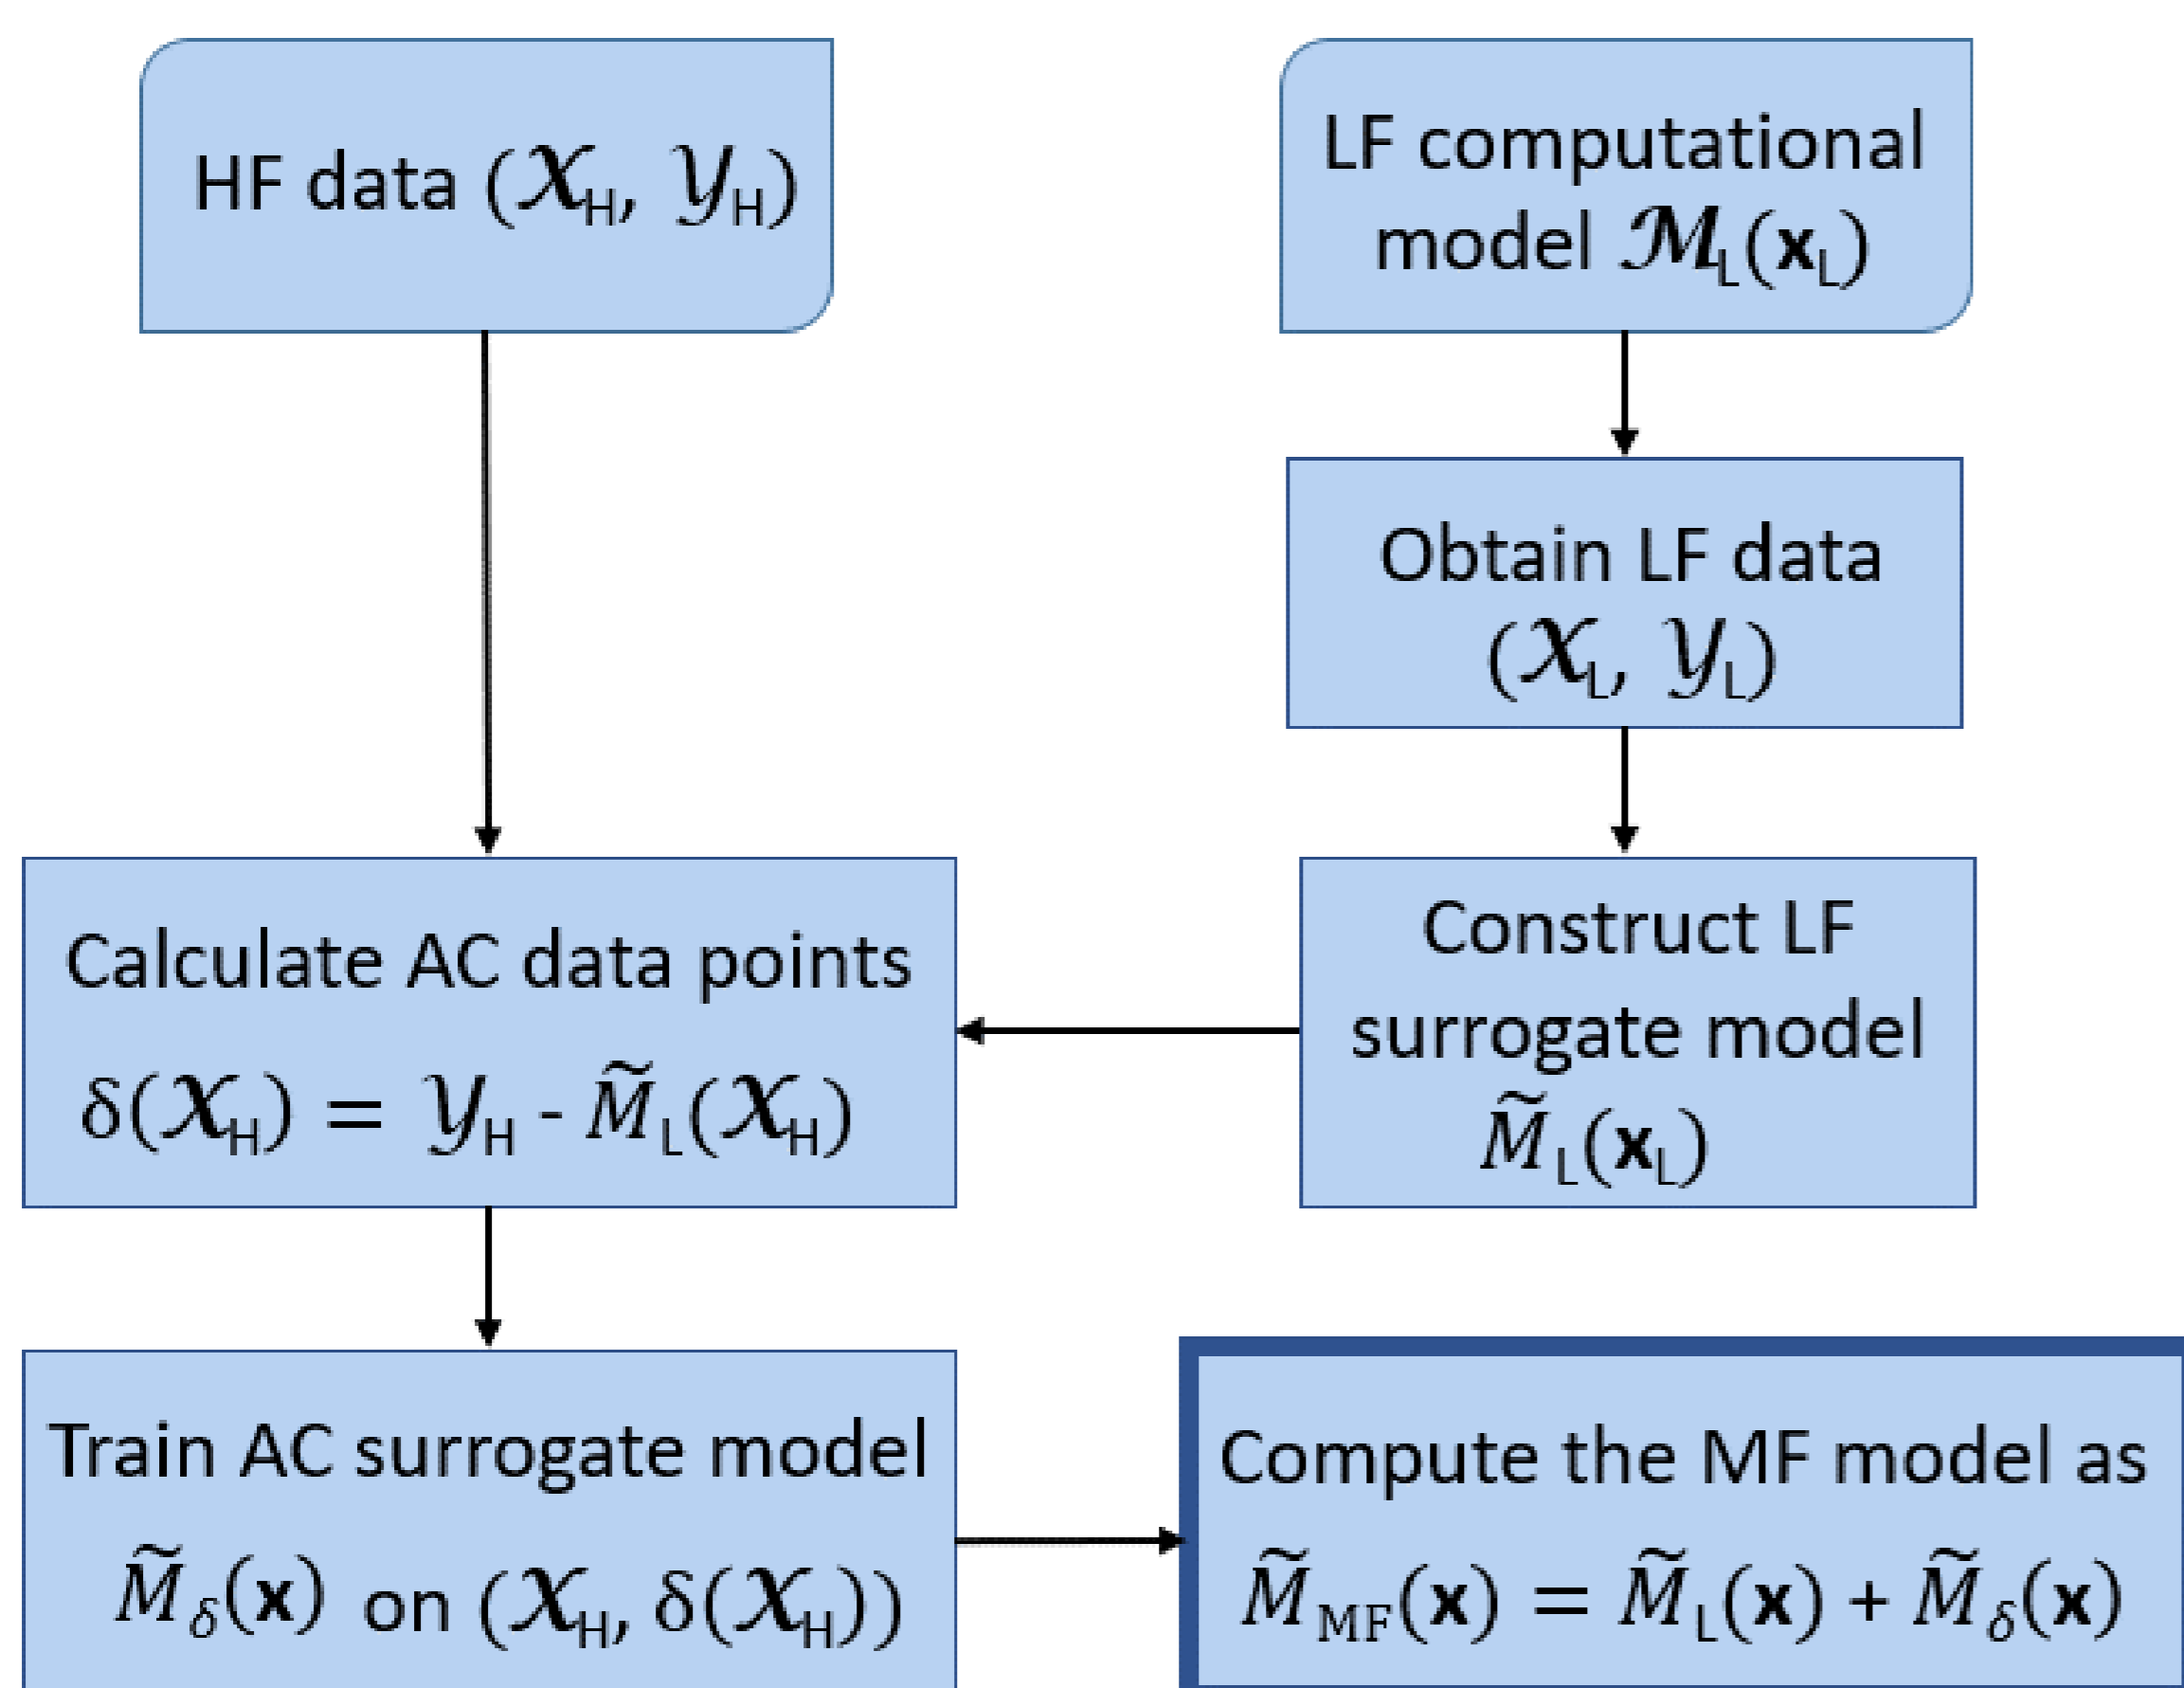 HF data (𝒳H, 𝒴H)
LF computational
model ℳL(𝐱L)
Obtain LF data
(𝒳L, 𝒴L)
Calculate AC data points
δ(𝒳H) = 𝒴H - M̃L(𝒳H)
Construct LF
surrogate model
M̃L(𝐱L)
Train AC surrogate model
M̃δ(𝐱) on (𝒳H, δ(𝒳H))
Compute the MF model as
M̃MF(𝐱) = M̃L(𝐱) + M̃δ(𝐱)